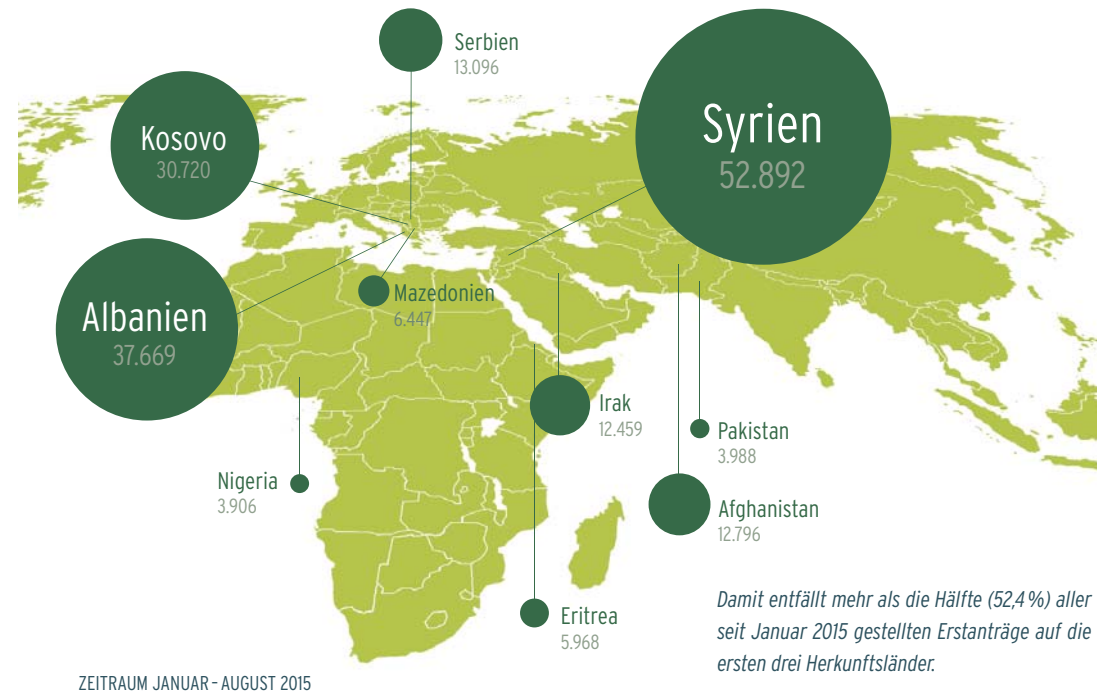 Serbien
13.096
Kosovo
30.720
Syrien
52.892
Albanien
37.669
Mazedonien
6.447
Irak
12.459
Pakistan
3.988
Nigeria
3.906
Afghanistan
12.796
Eritrea
5.968
Damit entfällt mehr als die Hälfte (52,4 %) aller
seit Januar 2015 gestellten Erstanträge auf die
ersten drei Herkunftsländer.
ZEITRAUM JANUAR – AUGUST 2015